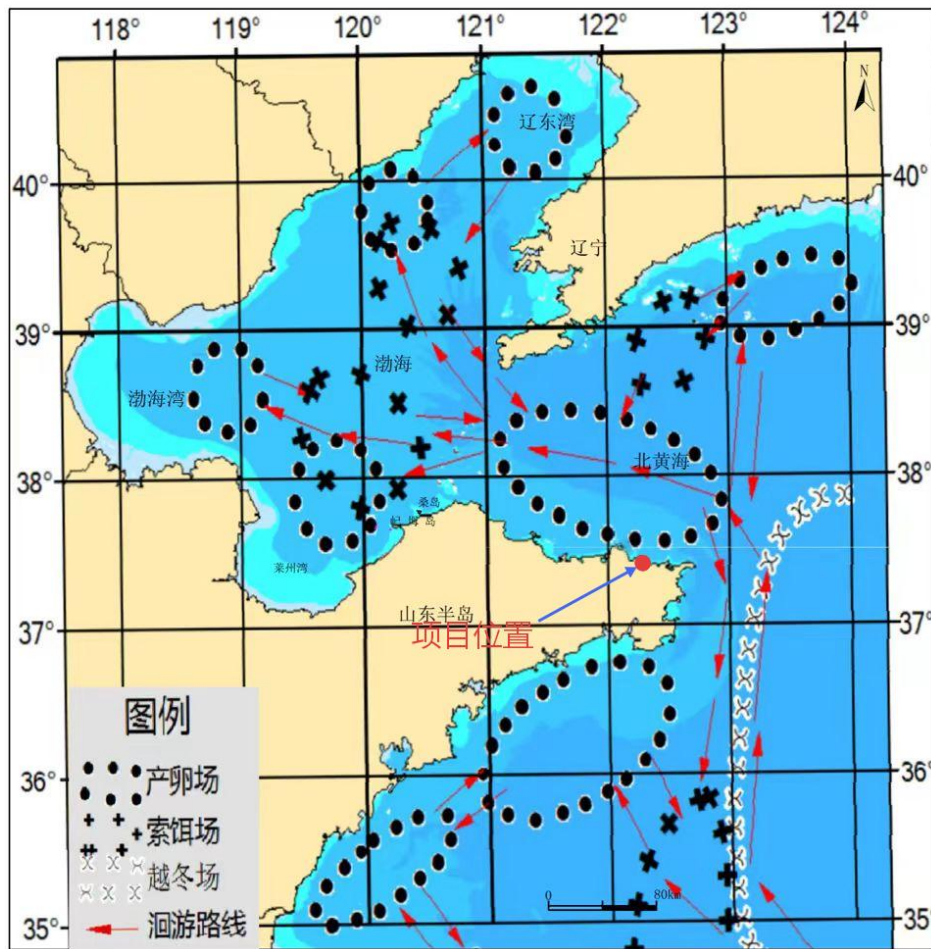 118° 119° 120° 121° 122° 123° 124°
N
辽东湾
40° 40°
辽宁
39° 39°
渤海
渤海湾
北黄海
38° 38°
桑岛
屺㟂岛
莱州湾
山东半岛
37° 37°
项目位置
图例
产卵场
36° 36°
索饵场
越冬场
0 80km
洄游路线
35° 35°